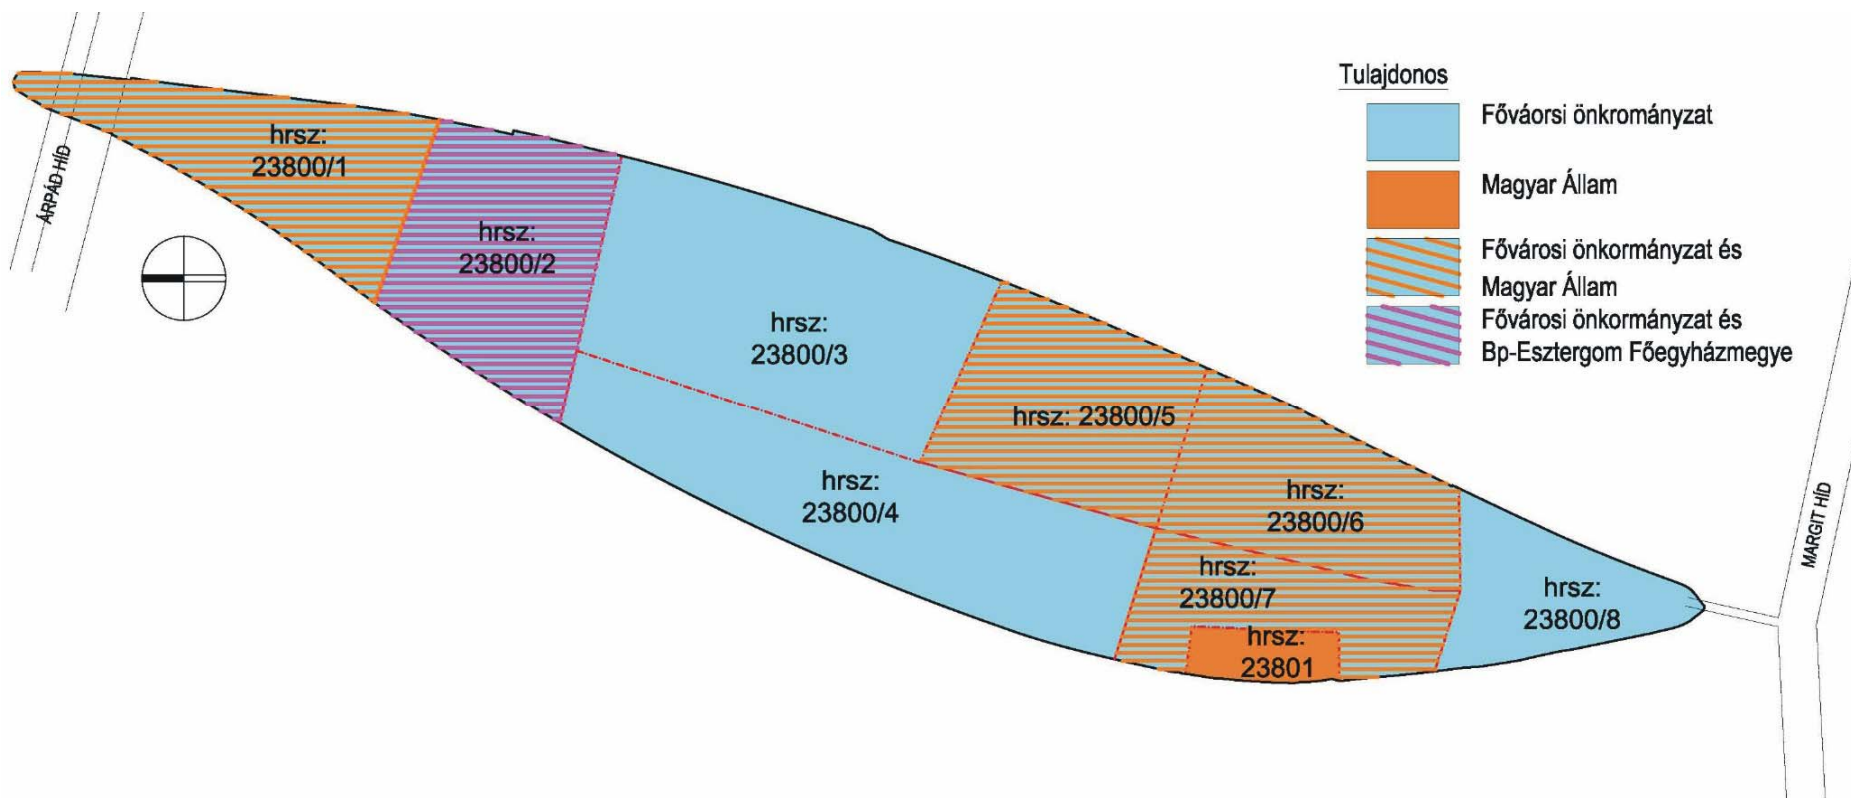 Tulajdonos
Főváorsi önkrományzat
Magyar Állam
Fővárosi önkormányzat és
Magyar Állam
Fővárosi önkormányzat és
Bp-Esztergom Főegyházmegye
ÁRPÁD HÍD
hrsz:
23800/1
hrsz:
23800/2
hrsz:
23800/3
hrsz:
23800/4
hrsz: 23800/5
hrsz:
23800/6
hrsz:
23800/7
hrsz:
23801
hrsz:
23800/8
MARGIT HÍD